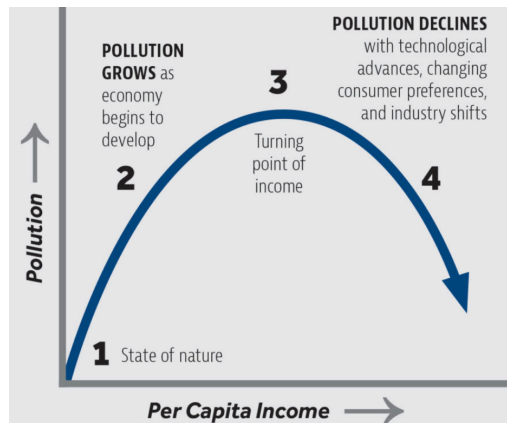 POLLUTION
GROWS as
economy
begins to
develop
POLLUTION DECLINES
with technological
advances, changing
consumer preferences,
and industry shifts
3
Turning
point of
income
2
4
1 State of nature
Pollution
Per Capita Income